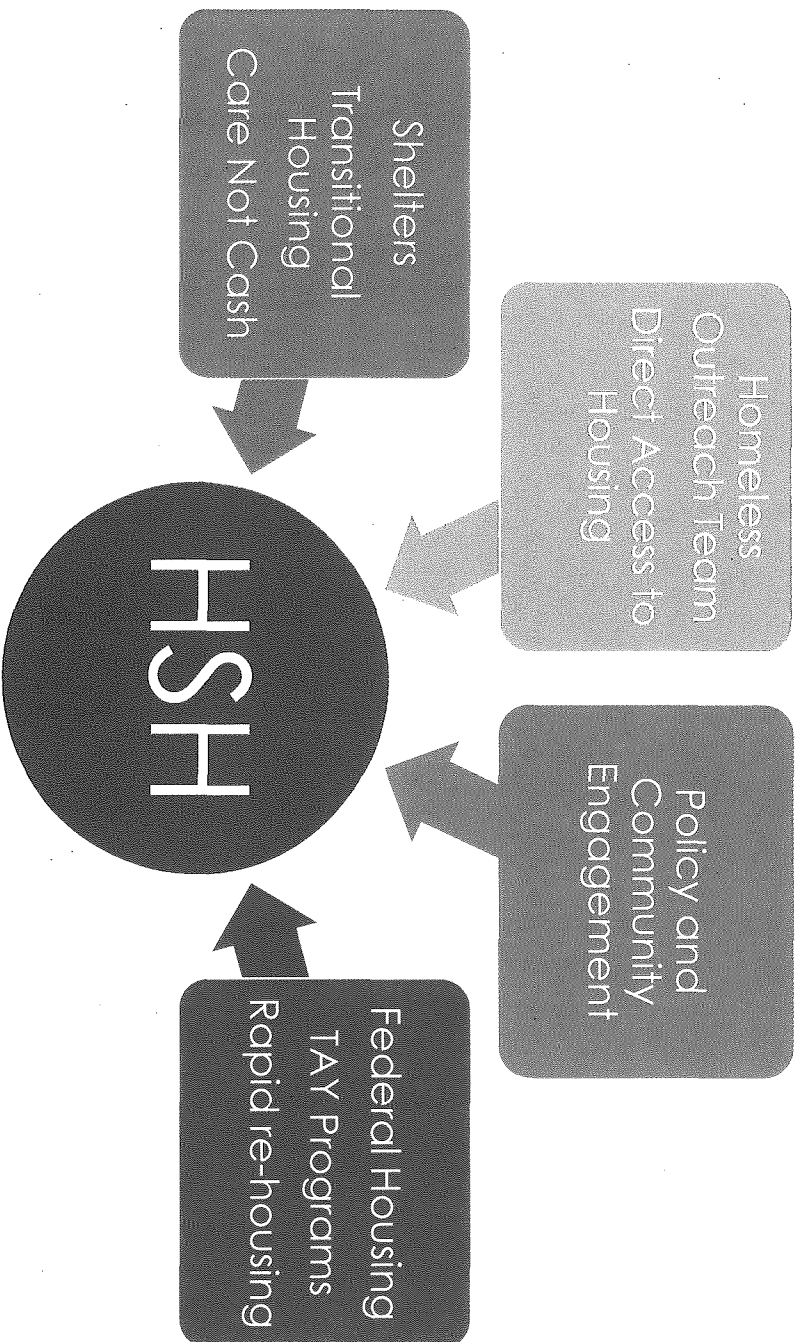 Shelters
Transitional
Housing
Care Not Cash
Homeless
Outreach Team
Direct Access to
Housing
Policy and
Community
Engagement
Federal Housing
TAY Programs
Rapid re-housing
HSH